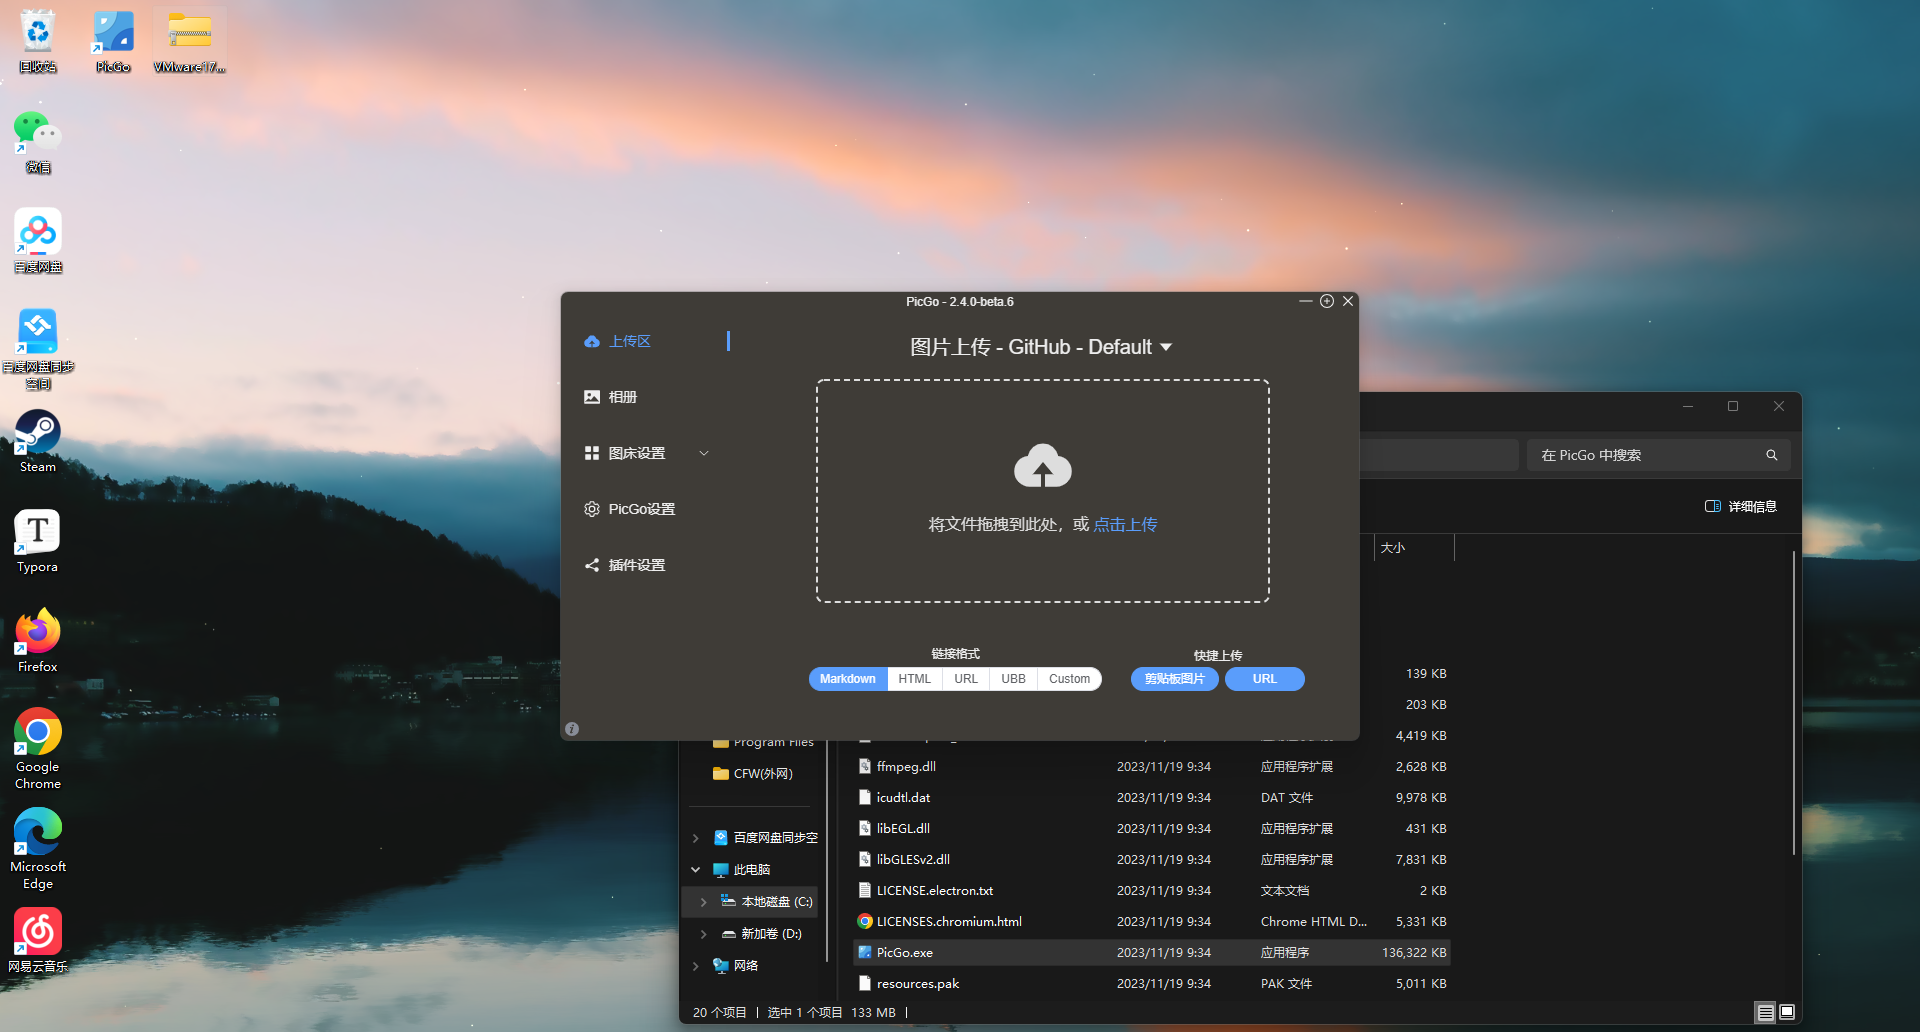 回收站
PicGo
VMware17...
微信
百度网盘
百度网盘同步
空间
Steam
Typora
Firefox
Google
Chrome
Microsoft
Edge
网易云音乐
PicGo - 2.4.0-beta.6
上传区
相册
图床设置
PicGo设置
插件设置
图片上传 - GitHub - Default
将文件拖拽到此处，或 点击上传
链接格式
Markdown HTML URL UBB Custom
快捷上传
剪贴板图片 URL
在 PicGo 中搜索
详细信息
大小
139 KB
203 KB
4,419 KB
Program Files
CFW(外网)
百度网盘同步空
此电脑
本地磁盘 (C:)
新加卷 (D:)
网络
ffmpeg.dll 2023/11/19 9:34 应用程序扩展 2,628 KB
icudtl.dat 2023/11/19 9:34 DAT 文件 9,978 KB
libEGL.dll 2023/11/19 9:34 应用程序扩展 431 KB
libGLESv2.dll 2023/11/19 9:34 应用程序扩展 7,831 KB
LICENSE.electron.txt 2023/11/19 9:34 文本文档 2 KB
LICENSES.chromium.html 2023/11/19 9:34 Chrome HTML D... 5,331 KB
PicGo.exe 2023/11/19 9:34 应用程序 136,322 KB
resources.pak 2023/11/19 9:34 PAK 文件 5,011 KB
20 个项目 选中 1 个项目 133 MB